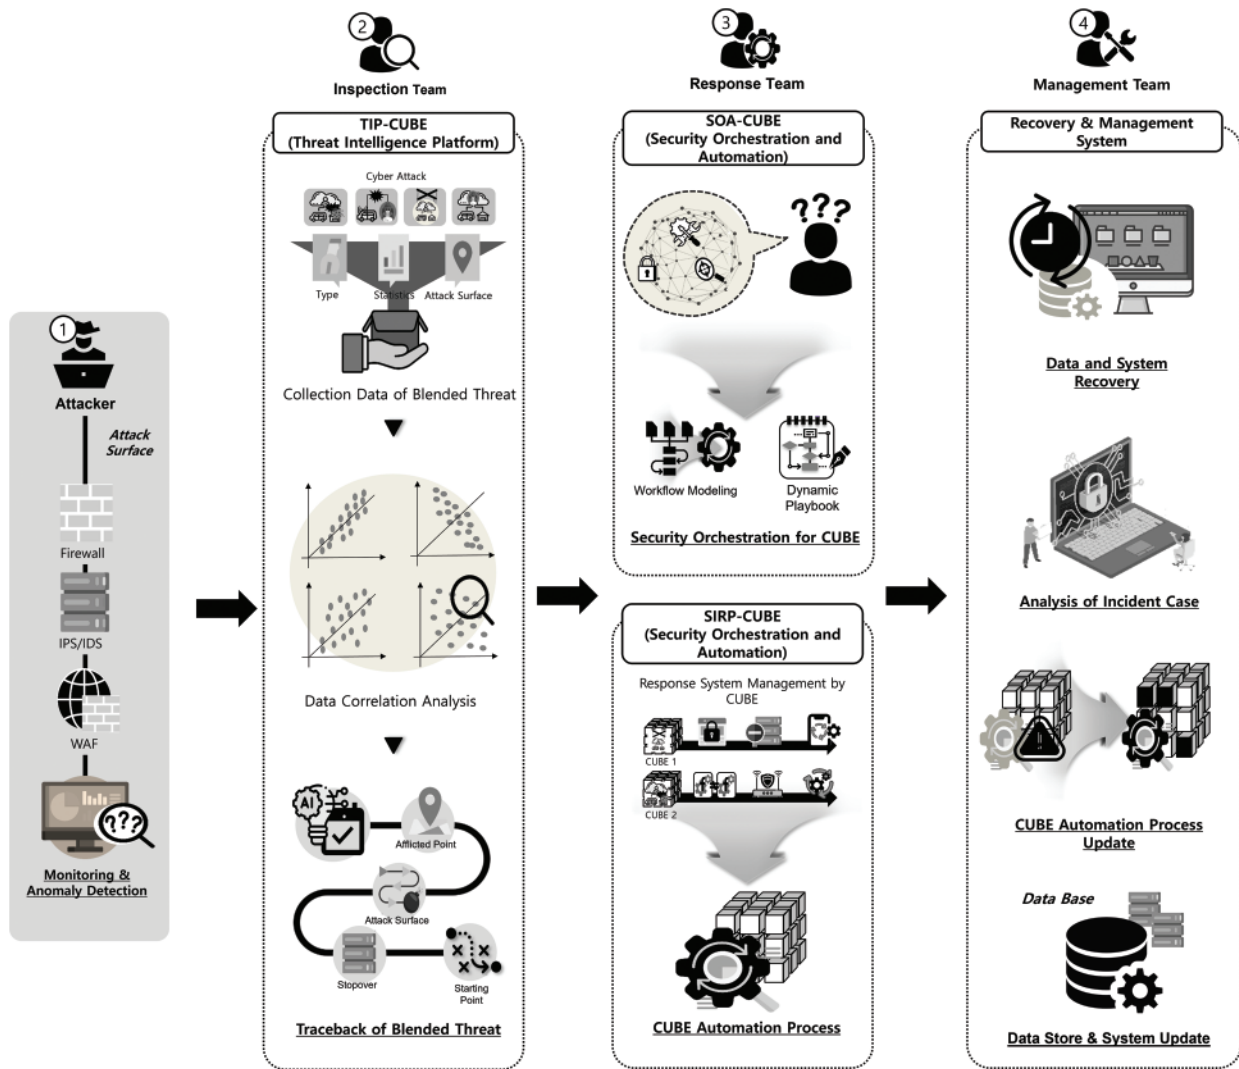 1
Attacker
Attack
Surface
Firewall
IPS/IDS
WAF
???
Monitoring &
Anomaly Detection
2
Inspection Team
TIP-CUBE
(Threat Intelligence Platform)
Cyber Attack
Type
Statistics
Attack Surface
Collection Data of Blended Threat
Data Correlation Analysis
AI
Afflicted Point
Attack Surface
Stopover
Starting
Point
Traceback of Blended Threat
3
Response Team
SOA-CUBE
(Security Orchestration and
Automation)
???
Workflow Modeling
Dynamic
Playbook
Security Orchestration for CUBE
SIRP-CUBE
(Security Orchestration and
Automation)
Response System Management by
CUBE
CUBE 1
CUBE 2
CUBE Automation Process
4
Management Team
Recovery & Management
System
Data and System
Recovery
Analysis of Incident Case
CUBE Automation Process
Update
Data Base
Data Store & System Update